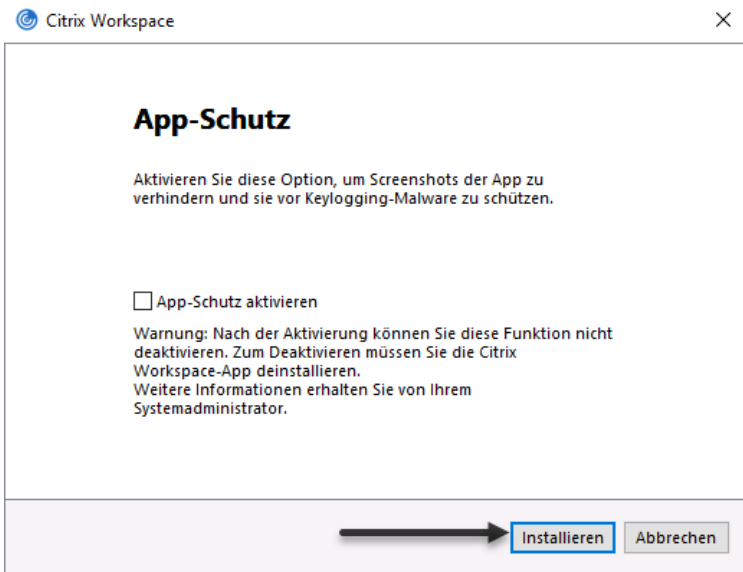 Citrix Workspace
App-Schutz
Aktivieren Sie diese Option, um Screenshots der App zu
verhindern und sie vor Keylogging-Malware zu schützen.
App-Schutz aktivieren
Warnung: Nach der Aktivierung können Sie diese Funktion nicht
deaktivieren. Zum Deaktivieren müssen Sie die Citrix
Workspace-App deinstallieren.
Weitere Informationen erhalten Sie von Ihrem
Systemadministrator.
Installieren Abbrechen